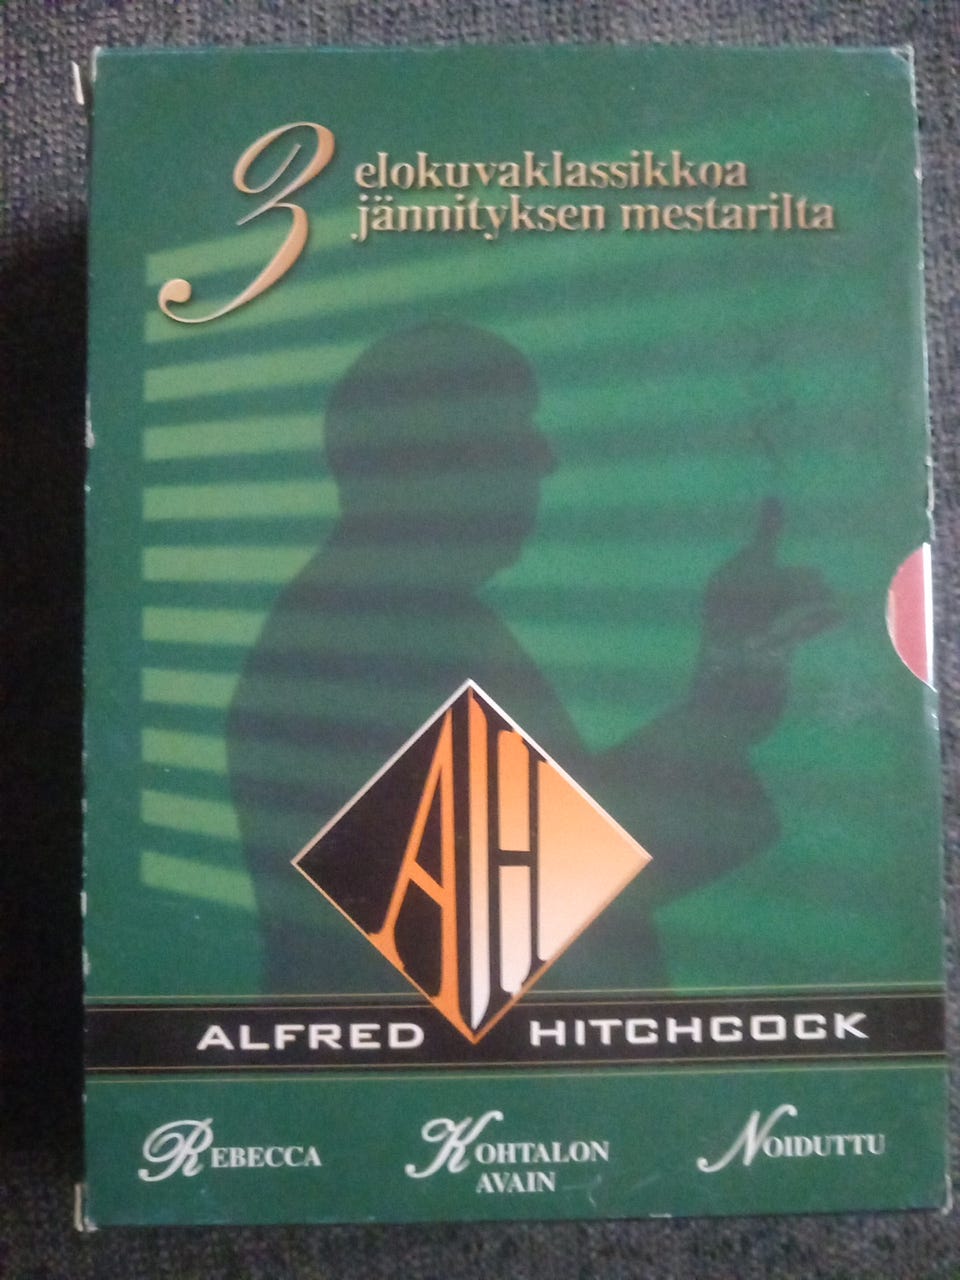 3 elokuvaklassikkoa
jännityksen mestarilta
AH
ALFRED HITCHCOCK
REBECCA
KOHTALON
AVAIN
NOIDUTTU